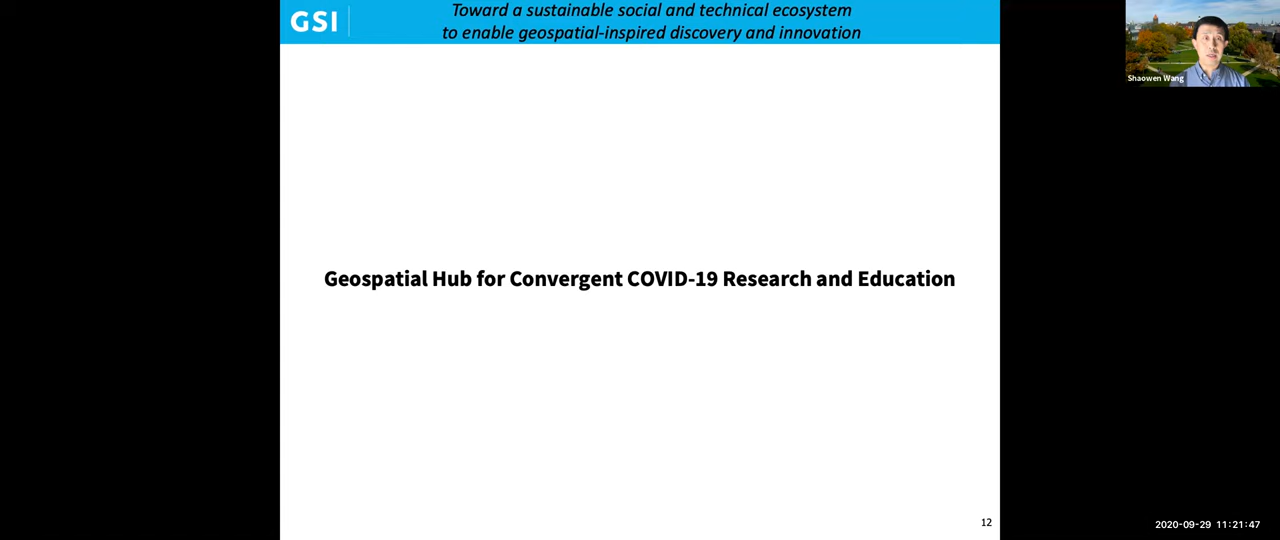 GSI
Toward a sustainable social and technical ecosystem
to enable geospatial-inspired discovery and innovation
Shaowen Wang
Geospatial Hub for Convergent COVID-19 Research and Education
12
2020-09-29 11:21:47